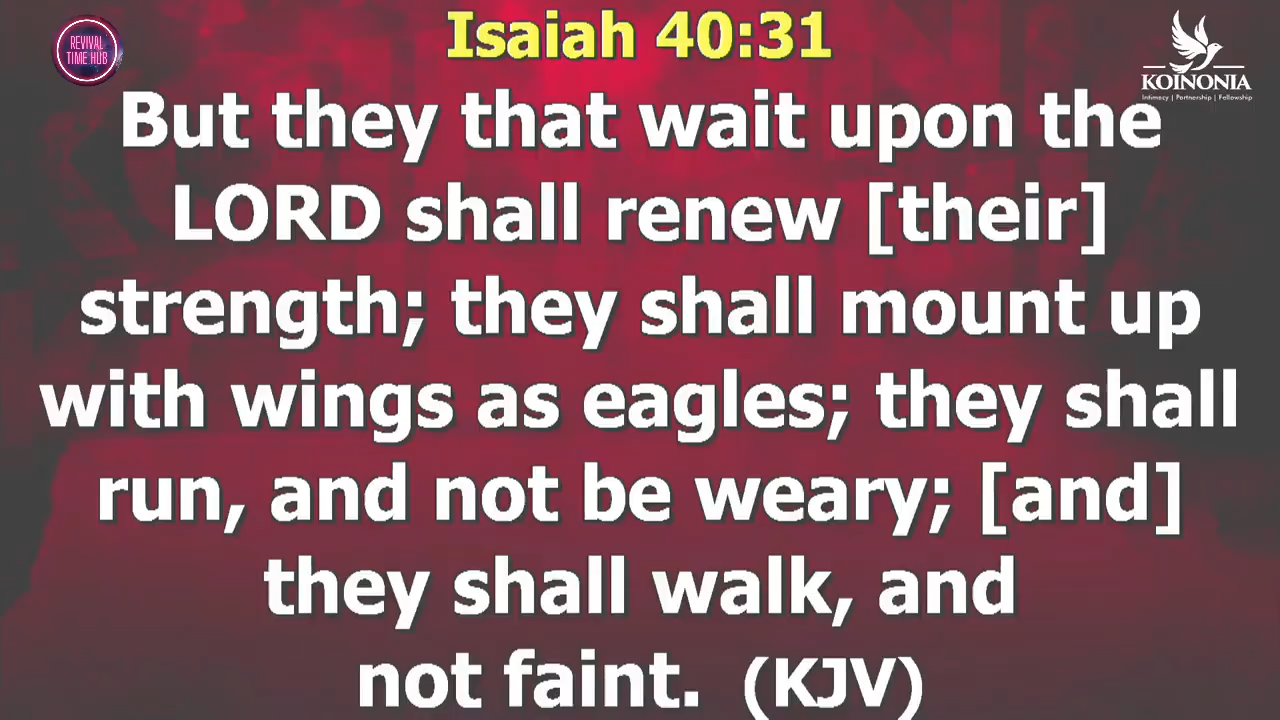 REVIVAL
TIME HUB
Isaiah 40:31
KOINONIA
Intimacy | Partnership | Fellowship
But they that wait upon the
LORD shall renew [their]
strength; they shall mount up
with wings as eagles; they shall
run, and not be weary; [and]
they shall walk, and
not faint. (KJV)